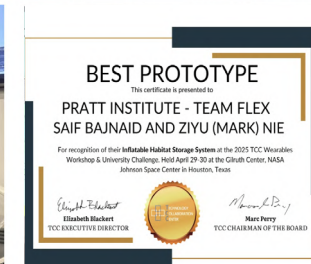 BEST PROTOTYPE
This certificate is presented to
PRATT INSTITUTE - TEAM FLEX
SAIF BAJNAID AND ZIYU (MARK) NIE
For recognition of their Inflatable Habitat Storage System at the 2025 TCC Wearables
Workshop & University Challenge. Held April 29-30 at the Gilruth Center, NASA
Johnson Space Center in Houston, Texas
Elizabeth Blackert
TCC EXECUTIVE DIRECTOR
Marc Perry
TCC CHAIRMAN OF THE BOARD